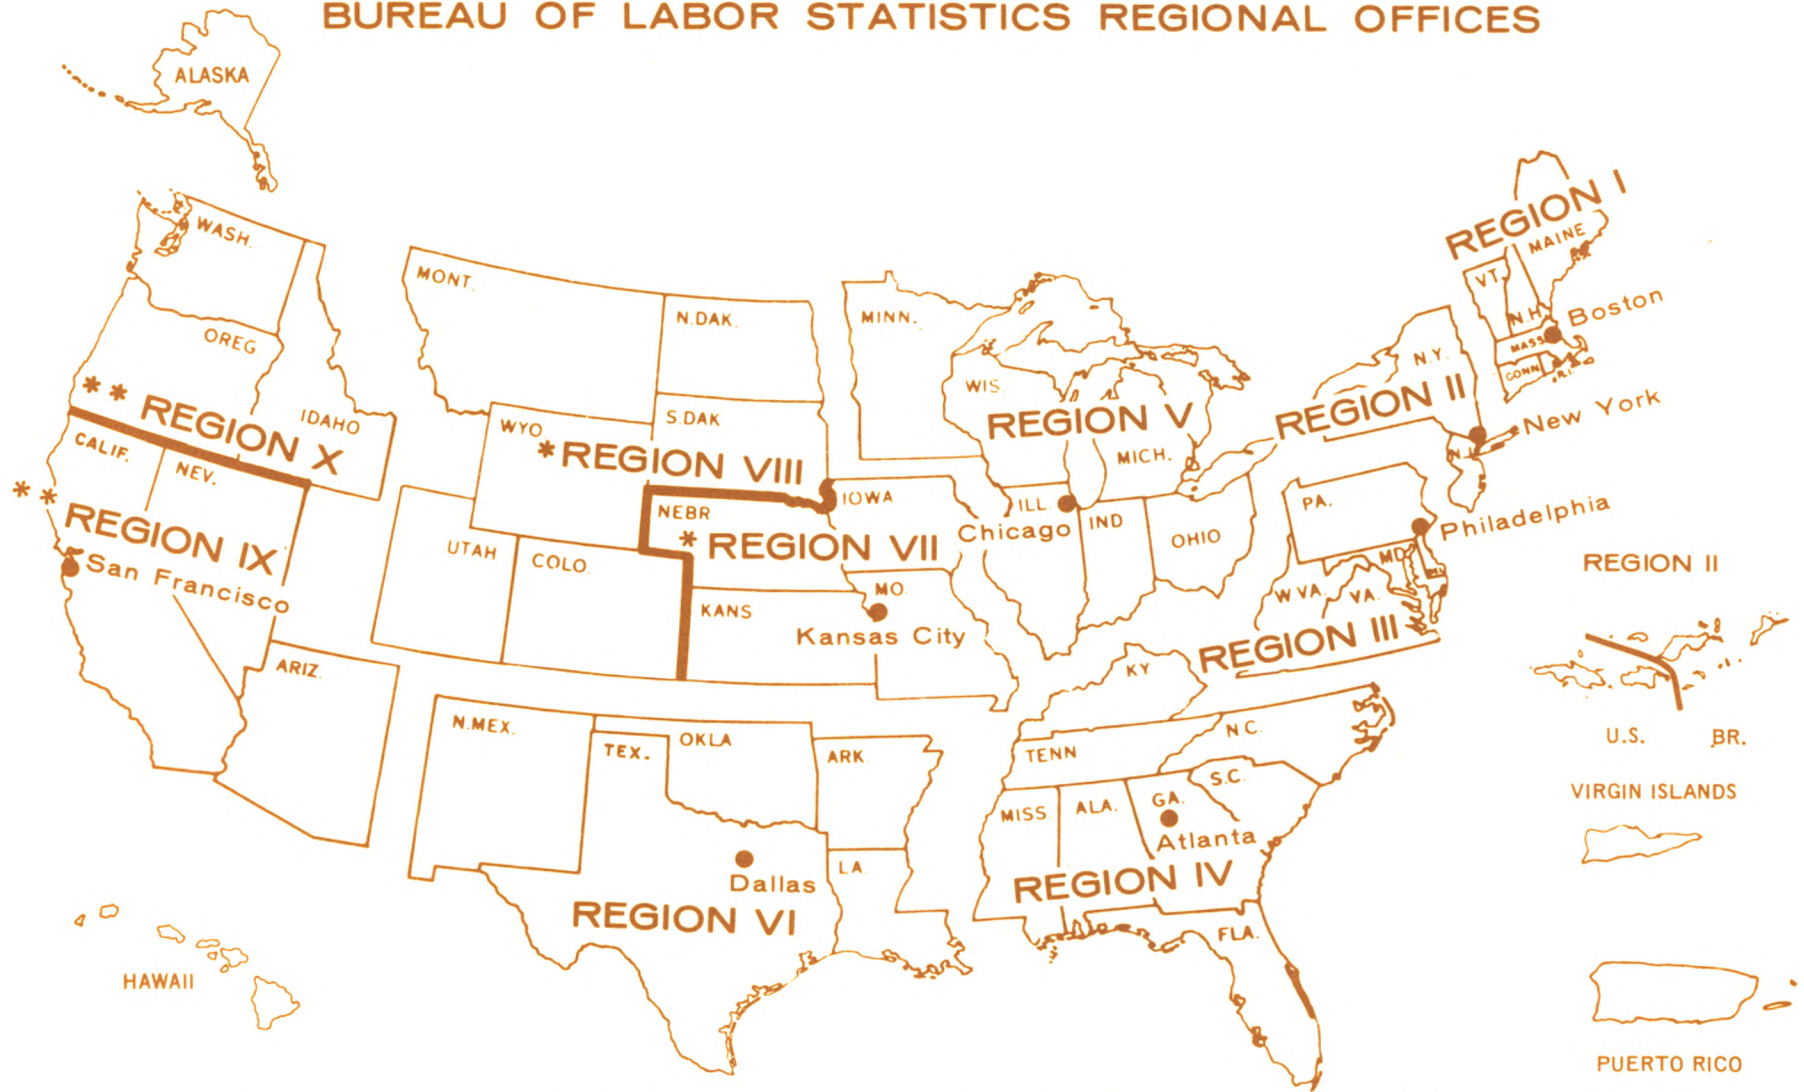 BUREAU OF LABOR STATISTICS REGIONAL OFFICES
ALASKA
WASH.
OREG
IDAHO
* * REGION X
CALIF.
NEV.
* *
REGION IX
San Francisco
ARIZ.
HAWAII
MONT.
N.DAK.
S.DAK
WYO
* REGION VIII
UTAH
COLO.
NEBR
* REGION VII
IOWA
KANS
MO.
Kansas City
N.MEX.
TEX.
OKLA
ARK
LA
Dallas
REGION VI
MINN.
WIS.
REGION V
MICH.
ILL.
Chicago
IND
OHIO
KY
TENN
N.C.
S.C.
MISS.
ALA.
GA.
Atlanta
REGION IV
FLA.
PA.
Philadelphia
MD.
W VA.
VA.
REGION III
N.Y.
REGION II
New York
N.J.
REGION I
MAINE
VT.
N.H.
Boston
MASS
CONN
R.I.
REGION II
U.S. BR.
VIRGIN ISLANDS
PUERTO RICO